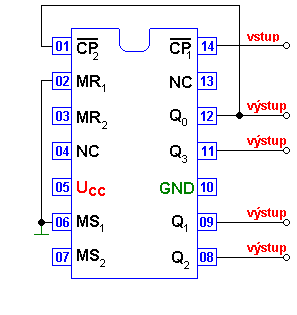 01 CP2 CP1 14 vstup
02 MR1 NC 13
03 MR2 Q0 12 výstup
04 NC Q3 11 výstup
05 UCC GND 10
06 MS1 Q1 09 výstup
07 MS2 Q2 08 výstup